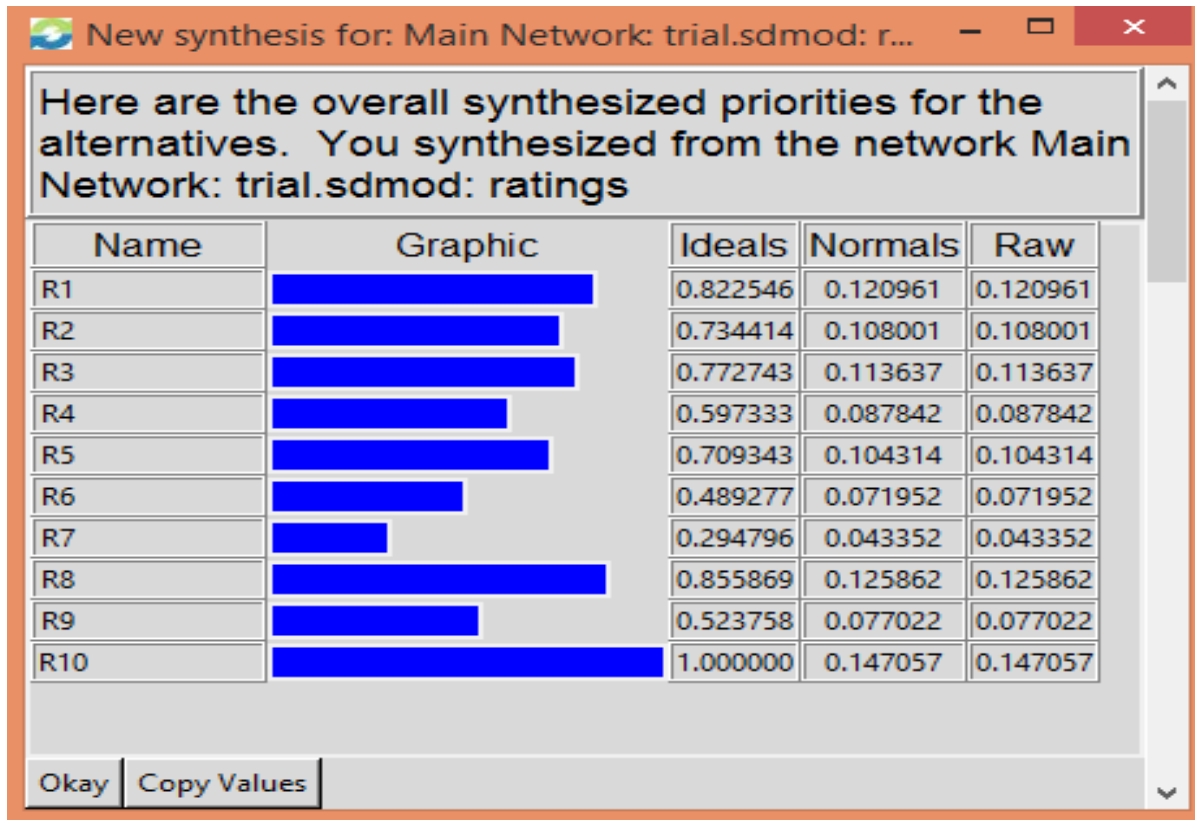 New synthesis for: Main Network: trial.sdmod: r...
Here are the overall synthesized priorities for the
alternatives. You synthesized from the network Main
Network: trial.sdmod: ratings
Name Graphic Ideals Normals Raw
R1 0.822546 0.120961 0.120961
R2 0.734414 0.108001 0.108001
R3 0.772743 0.113637 0.113637
R4 0.597333 0.087842 0.087842
R5 0.709343 0.104314 0.104314
R6 0.489277 0.071952 0.071952
R7 0.294796 0.043352 0.043352
R8 0.855869 0.125862 0.125862
R9 0.523758 0.077022 0.077022
R10 1.000000 0.147057 0.147057
Okay Copy Values